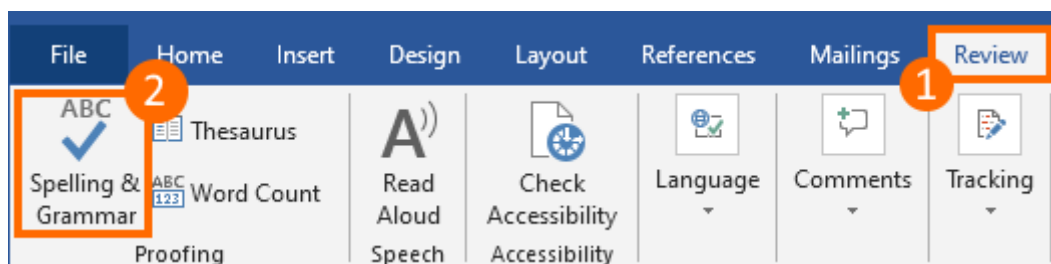 File Home Insert Design Layout References Mailings Review
1
2
ABC
Spelling &
Grammar
Thesaurus
ABC
123 Word Count
Proofing
A
Read
Aloud
Speech
Check
Accessibility
Accessibility
Language
Comments
Tracking